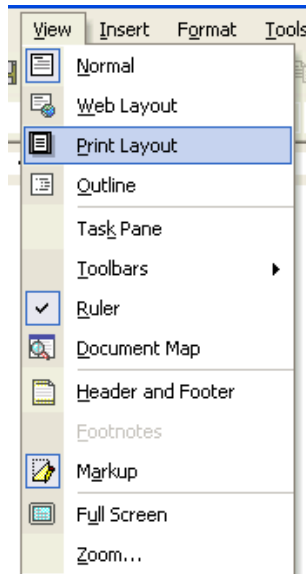 View Insert Format Tools
Normal
Web Layout
Print Layout
Outline
Task Pane
Toolbars
Ruler
Document Map
Header and Footer
Footnotes
Markup
Full Screen
Zoom...